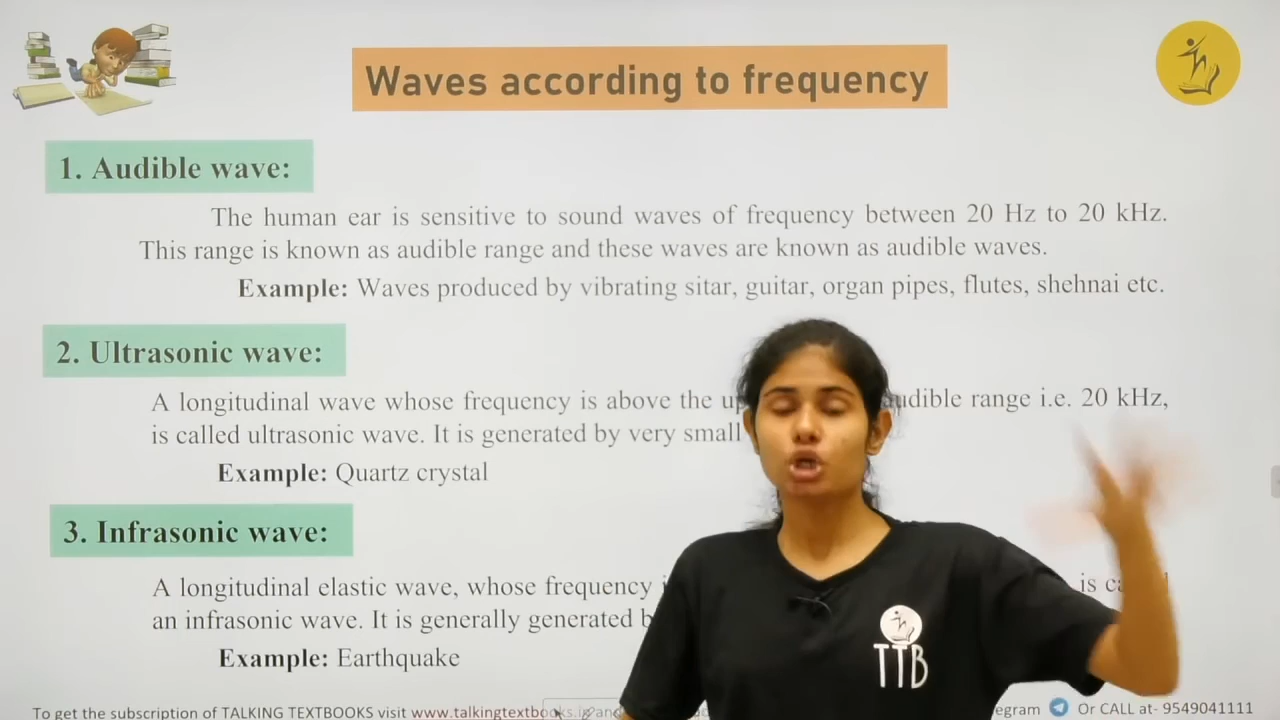 Waves according to frequency
1. Audible wave:
The human ear is sensitive to sound waves of frequency between 20 Hz to 20 kHz.
This range is known as audible range and these waves are known as audible waves.
Example: Waves produced by vibrating sitar, guitar, organ pipes, flutes, shehnai etc.
2. Ultrasonic wave:
A longitudinal wave whose frequency is above the audible range i.e. 20 kHz,
is called ultrasonic wave. It is generated by very small
Example: Quartz crystal
3. Infrasonic wave:
A longitudinal elastic wave, whose frequency is
an infrasonic wave. It is generally generated
Example: Earthquake
TTB
To get the subscription of TALKING TEXTBOOKS visit www.talkingtextbooks.in and Or CALL at- 9549041111